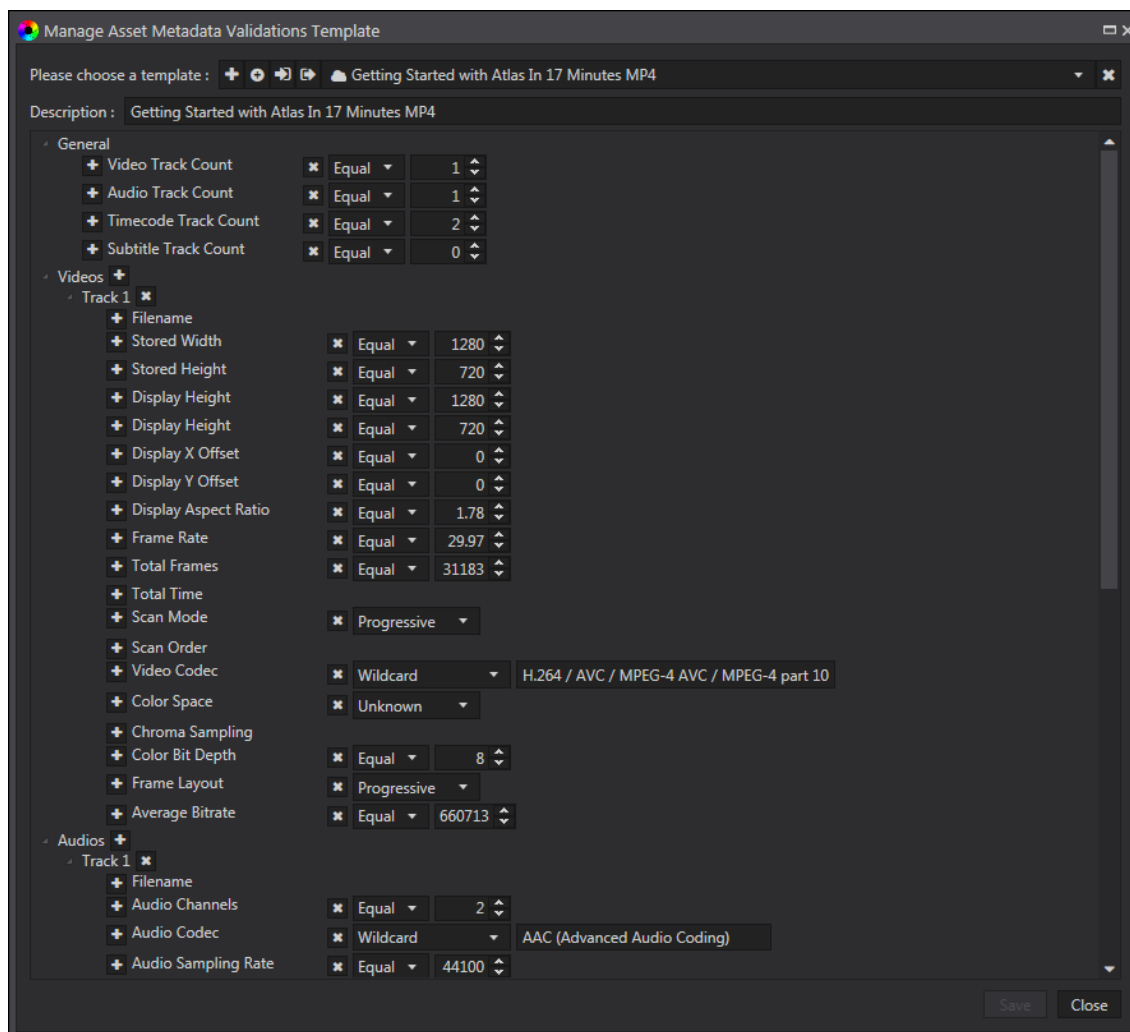 Manage Asset Metadata Validations Template
Please choose a template : Getting Started with Atlas In 17 Minutes MP4
Description : Getting Started with Atlas In 17 Minutes MP4
General
Video Track Count Equal 1
Audio Track Count Equal 1
Timecode Track Count Equal 2
Subtitle Track Count Equal 0
Videos
Track 1
Filename
Stored Width Equal 1280
Stored Height Equal 720
Display Height Equal 1280
Display Height Equal 720
Display X Offset Equal 0
Display Y Offset Equal 0
Display Aspect Ratio Equal 1.78
Frame Rate Equal 29.97
Total Frames Equal 31183
Total Time
Scan Mode Progressive
Scan Order
Video Codec Wildcard H.264 / AVC / MPEG-4 AVC / MPEG-4 part 10
Color Space Unknown
Chroma Sampling
Color Bit Depth Equal 8
Frame Layout Progressive
Average Bitrate Equal 660713
Audios
Track 1
Filename
Audio Channels Equal 2
Audio Codec Wildcard AAC (Advanced Audio Coding)
Audio Sampling Rate Equal 44100
Save Close